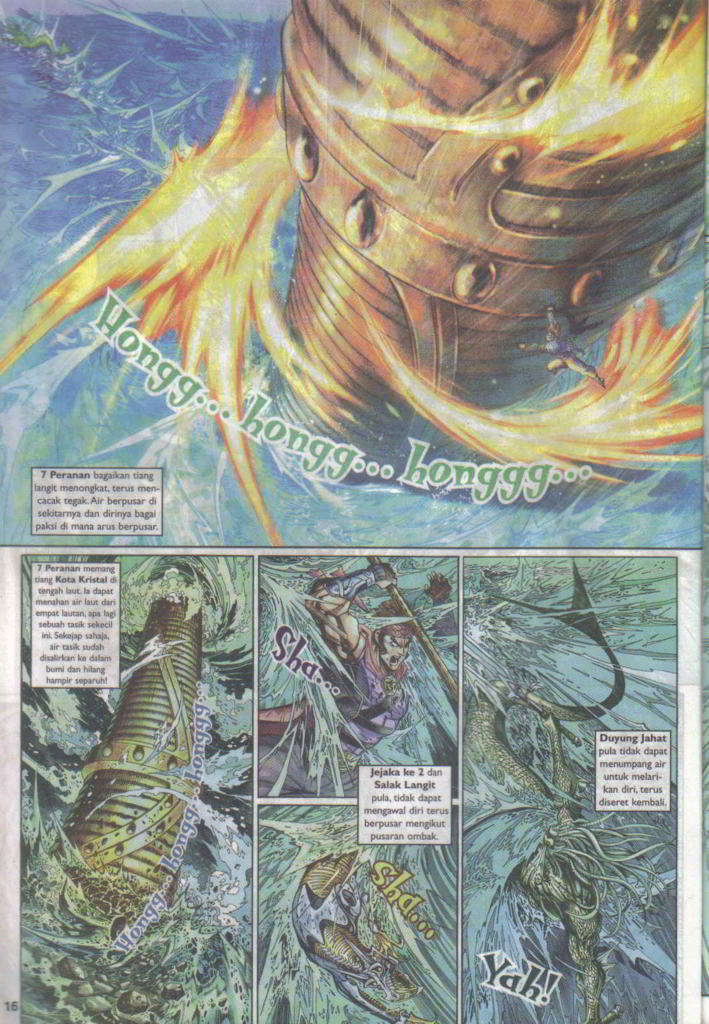 Hongg... hongg... honggg...
7 Peranan bagaikan tiang
langit menongkat, terus men-
cacak tegak. Air berpusar di
sekitarnya dan dirinya bagai
paksi di mana arus berpusar.
7 Peranan memang
tiang Kota Kristal di
tengah laut. Ia dapat
menahan air laut dari
empat lautan, apa lagi
sebuah tasik sekecil
ini. Sekejap sahaja,
air tasik sudah
disalirkan ke dalam
bumi dan hilang
hampir separuh!
Hongg... hongg... honggg...
Sha...
Jejaka ke 2 dan
Salak Langit
pula, tidak dapat
mengawal diri terus
berpusar mengikut
pusaran ombak.
Sha...
Duyung Jahat
pula tidak dapat
menumpang air
untuk melari-
kan diri, terus
diseret kembali.
Yah!
16